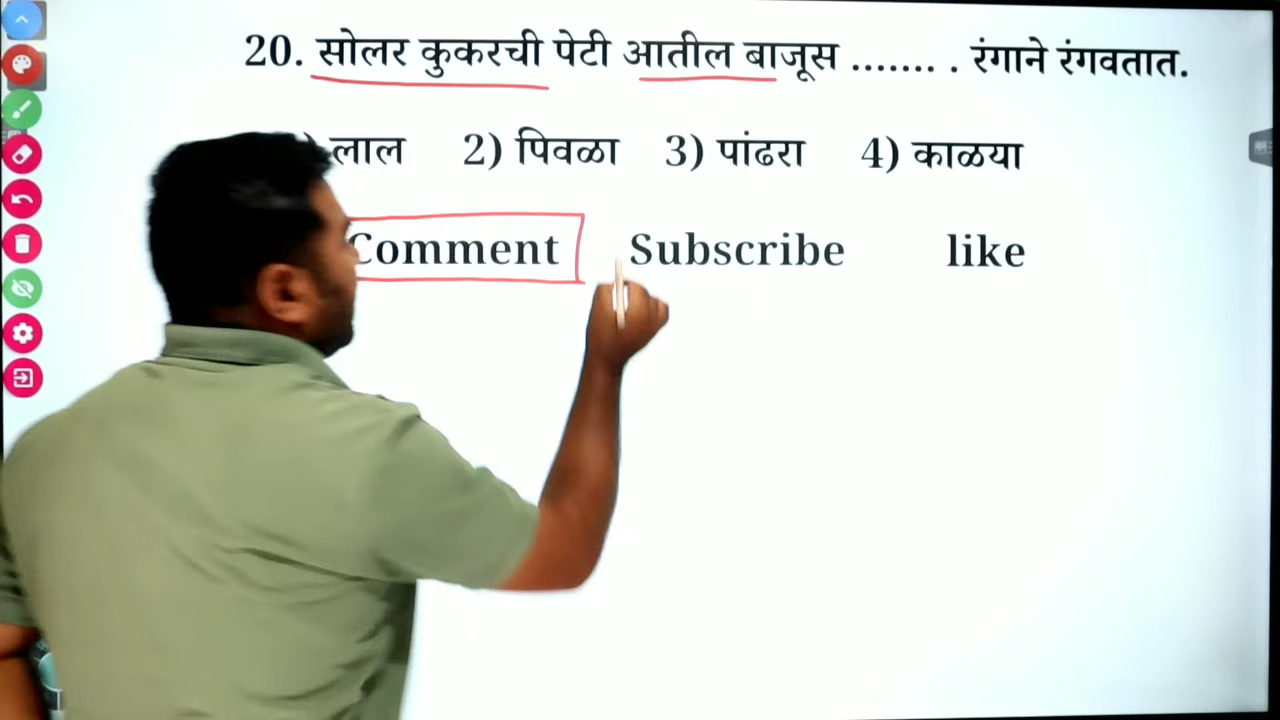 20. सोलर कुकरची पेटी आतील बाजूस ....... . रंगाने रंगवतात.
) लाल 2) पिवळा 3) पांढरा 4) काळया
Comment Subscribe like